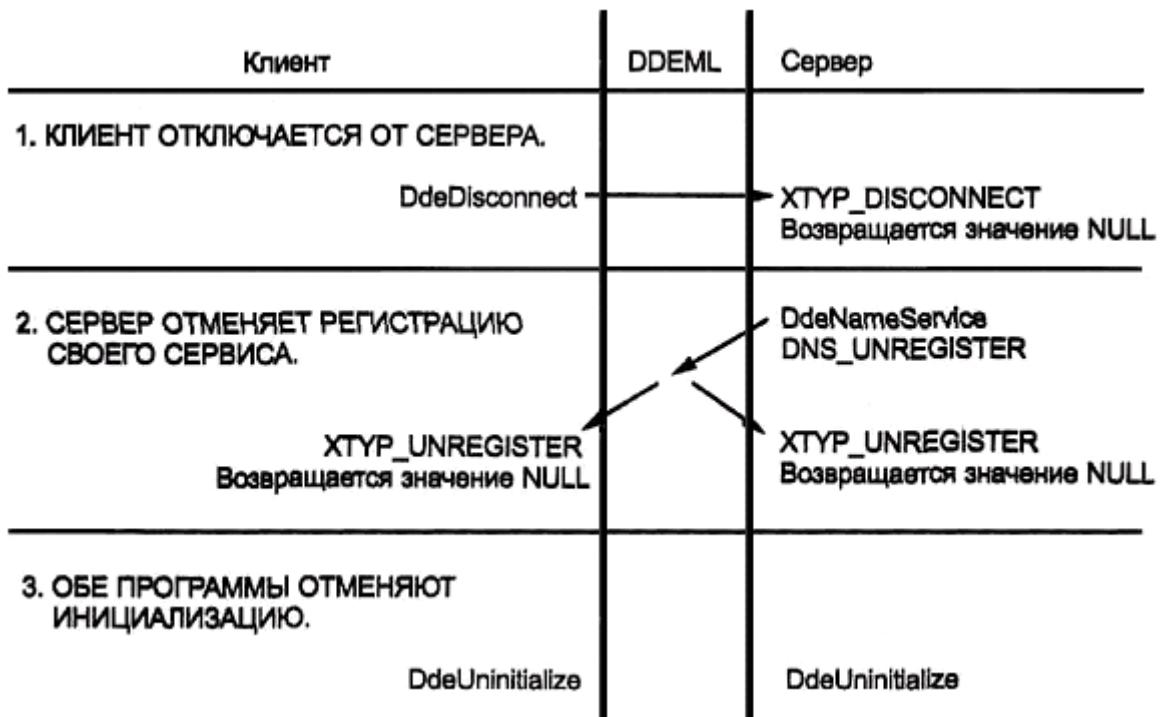 Клиент DDEML Сервер
1. КЛИЕНТ ОТКЛЮЧАЕТСЯ ОТ СЕРВЕРА.
DdeDisconnect XTYP_DISCONNECT
Возвращается значение NULL
2. СЕРВЕР ОТМЕНЯЕТ РЕГИСТРАЦИЮ
СВОЕГО СЕРВИСА.
DdeNameService
DNS_UNREGISTER
XTYP_UNREGISTER
Возвращается значение NULL
XTYP_UNREGISTER
Возвращается значение NULL
3. ОБЕ ПРОГРАММЫ ОТМЕНЯЮТ
ИНИЦИАЛИЗАЦИЮ.
DdeUninitialize DdeUninitialize